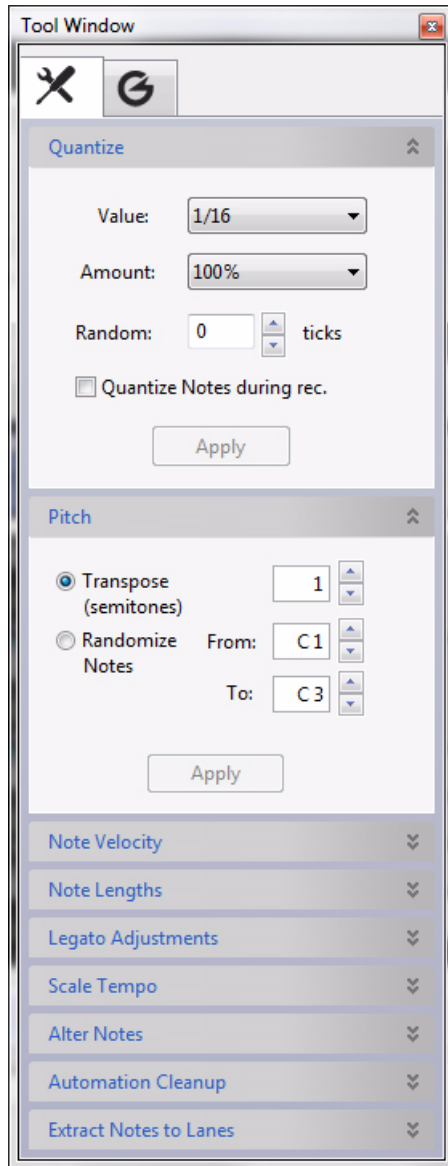 Tool Window
Quantize
Value: 1/16
Amount: 100%
Random: 0 ticks
Quantize Notes during rec.
Apply
Pitch
Transpose 1
(semitones)
Randomize From: C 1
Notes
To: C 3
Apply
Note Velocity
Note Lengths
Legato Adjustments
Scale Tempo
Alter Notes
Automation Cleanup
Extract Notes to Lanes